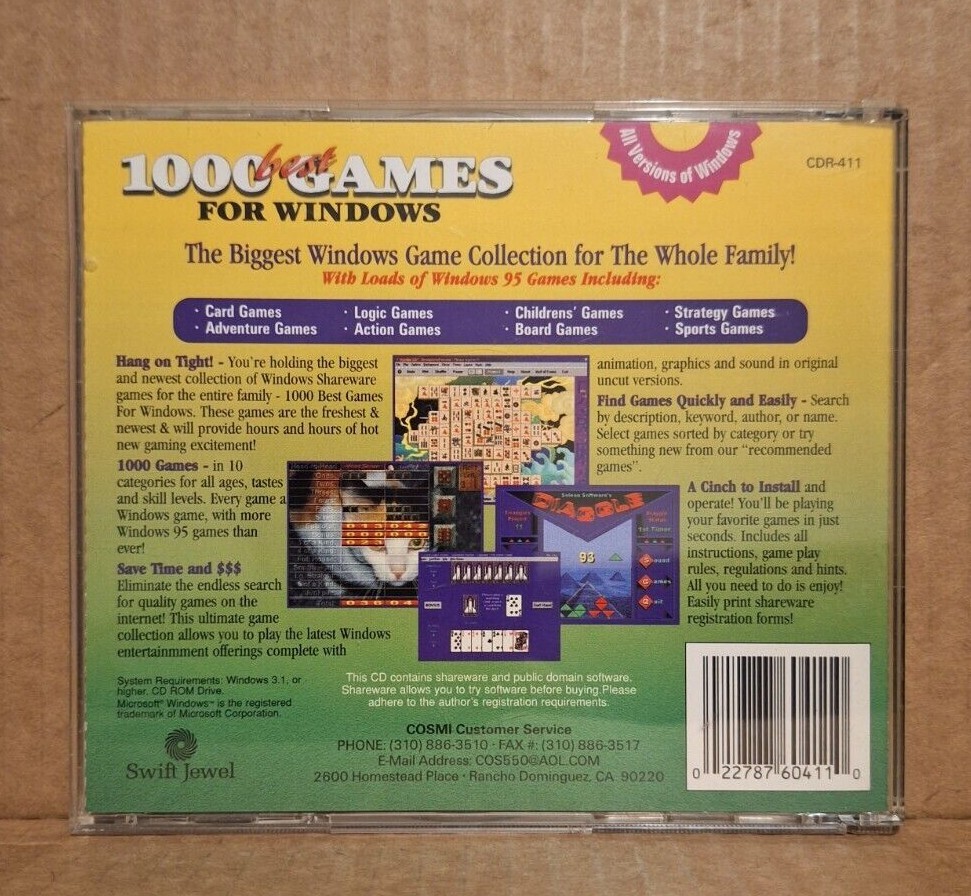 1000 best GAMES
FOR WINDOWS
All Versions of Windows
CDR-411
The Biggest Windows Game Collection for The Whole Family!
With Loads of Windows 95 Games Including:
· Card Games
· Adventure Games
· Logic Games
· Action Games
· Childrens' Games
· Board Games
· Strategy Games
· Sports Games
Hang on Tight! - You're holding the biggest
and newest collection of Windows Shareware
games for the entire family - 1000 Best Games
For Windows. These games are the freshest &
newest & will provide hours and hours of hot
new gaming excitement!
1000 Games - in 10
categories for all ages, tastes
and skill levels. Every game a
Windows game, with more
Windows 95 games than
ever!
Save Time and $$$
Eliminate the endless search
for quality games on the
internet! This ultimate game
collection allows you to play the latest Windows
entertainmment offerings complete with
animation, graphics and sound in original
uncut versions.
Find Games Quickly and Easily - Search
by description, keyword, author, or name.
Select games sorted by category or try
something new from our "recommended
games".
A Cinch to Install and
operate! You'll be playing
your favorite games in just
seconds. Includes all
instructions, game play
rules, regulations and hints.
All you need to do is enjoy!
Easily print shareware
registration forms!
93
System Requirements: Windows 3.1, or
higher. CD ROM Drive.
Microsoft® Windows™ is the registered
trademark of Microsoft Corporation.
Swift Jewel
This CD contains shareware and public domain software.
Shareware allows you to try software before buying.Please
adhere to the author's registration requirements.
COSMI Customer Service
PHONE: (310) 886-3510 · FAX #: (310) 886-3517
E-Mail Address: COS550@AOL.COM
2600 Homestead Place · Rancho Dominguez, CA 90220
0 22787 60411 0